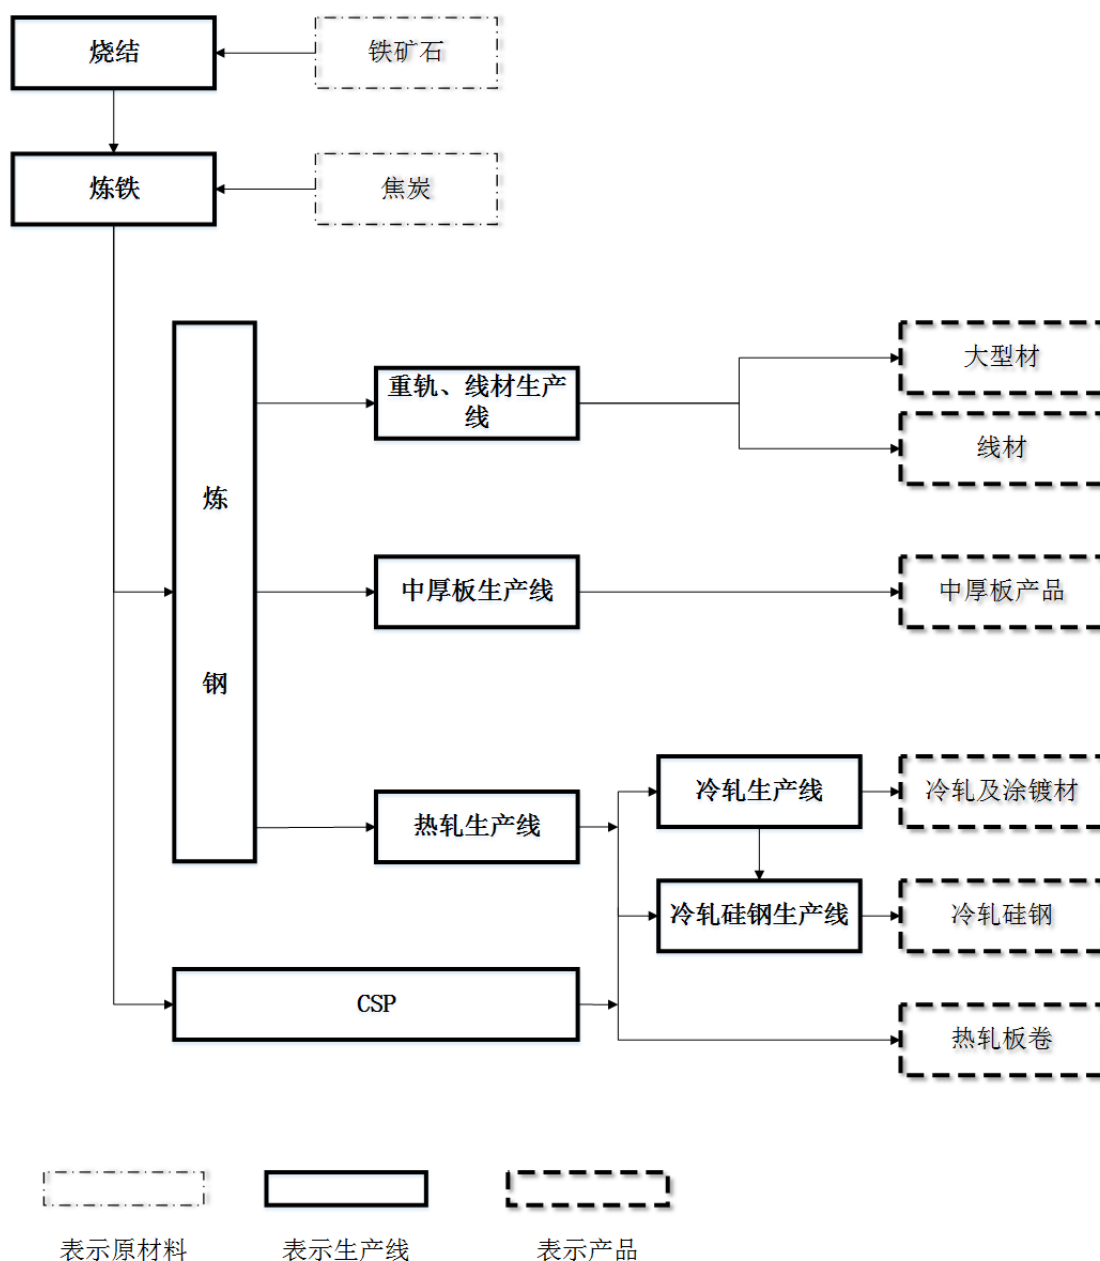 烧结
铁矿石
炼铁
焦炭
大型材
重轨、线材生产
线
线材
炼
钢
中厚板生产线
中厚板产品
冷轧生产线
冷轧及涂镀材
热轧生产线
冷轧硅钢生产线
冷轧硅钢
CSP
热轧板卷
表示原材料
表示生产线
表示产品